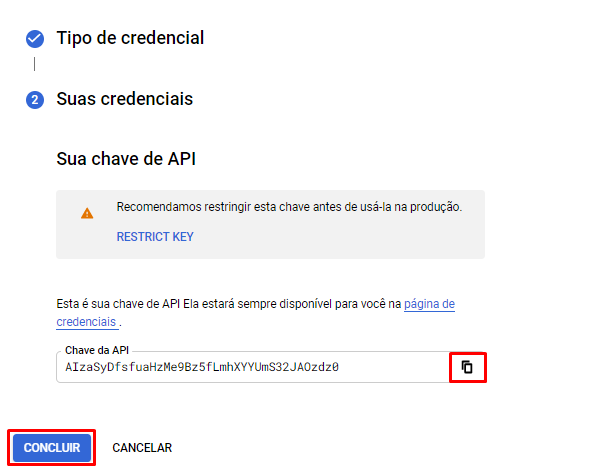 Tipo de credencial
2 Suas credenciais
Sua chave de API
Recomendamos restringir esta chave antes de usá-la na produção.
RESTRICT KEY
Esta é sua chave de API Ela estará sempre disponível para você na página de
credenciais .
Chave da API
AIzaSyDfsfuaHzMe9Bz5fLmhXYYUmS32JAOzdz0
CONCLUIR CANCELAR